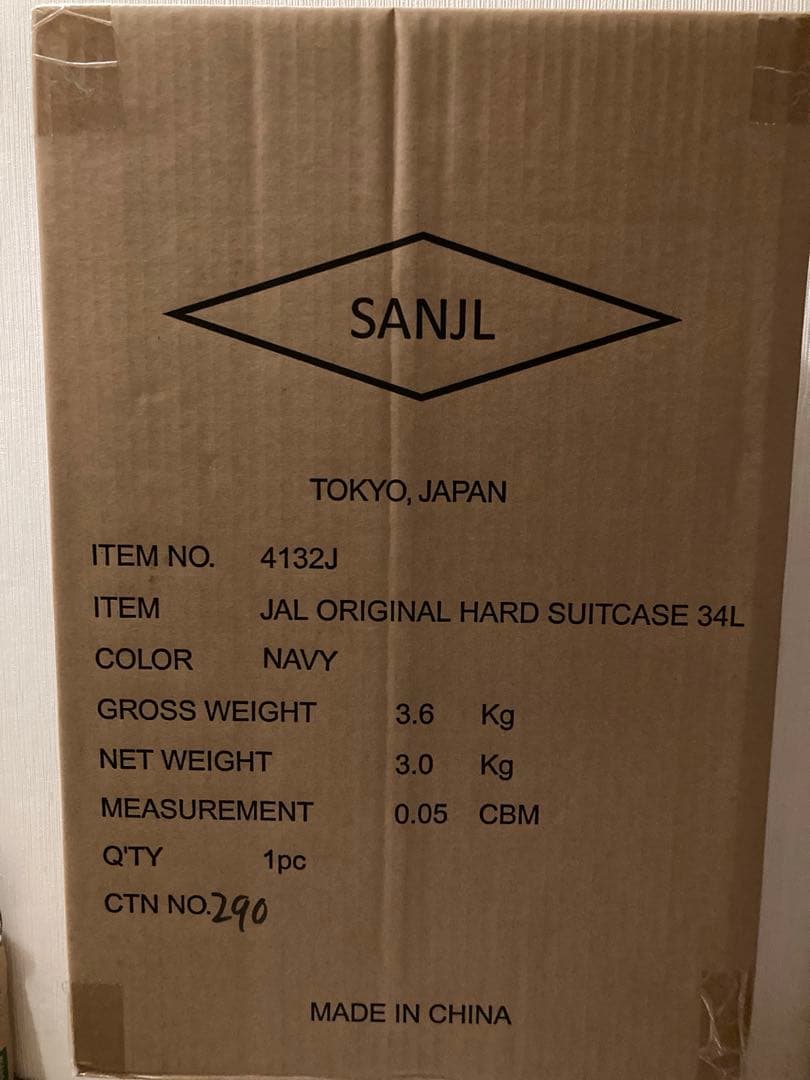 SANJL
TOKYO, JAPAN
ITEM NO. 4132J
ITEM JAL ORIGINAL HARD SUITCASE 34L
COLOR NAVY
GROSS WEIGHT 3.6 Kg
NET WEIGHT 3.0 Kg
MEASUREMENT 0.05 CBM
Q'TY 1pc
CTN NO.290
MADE IN CHINA